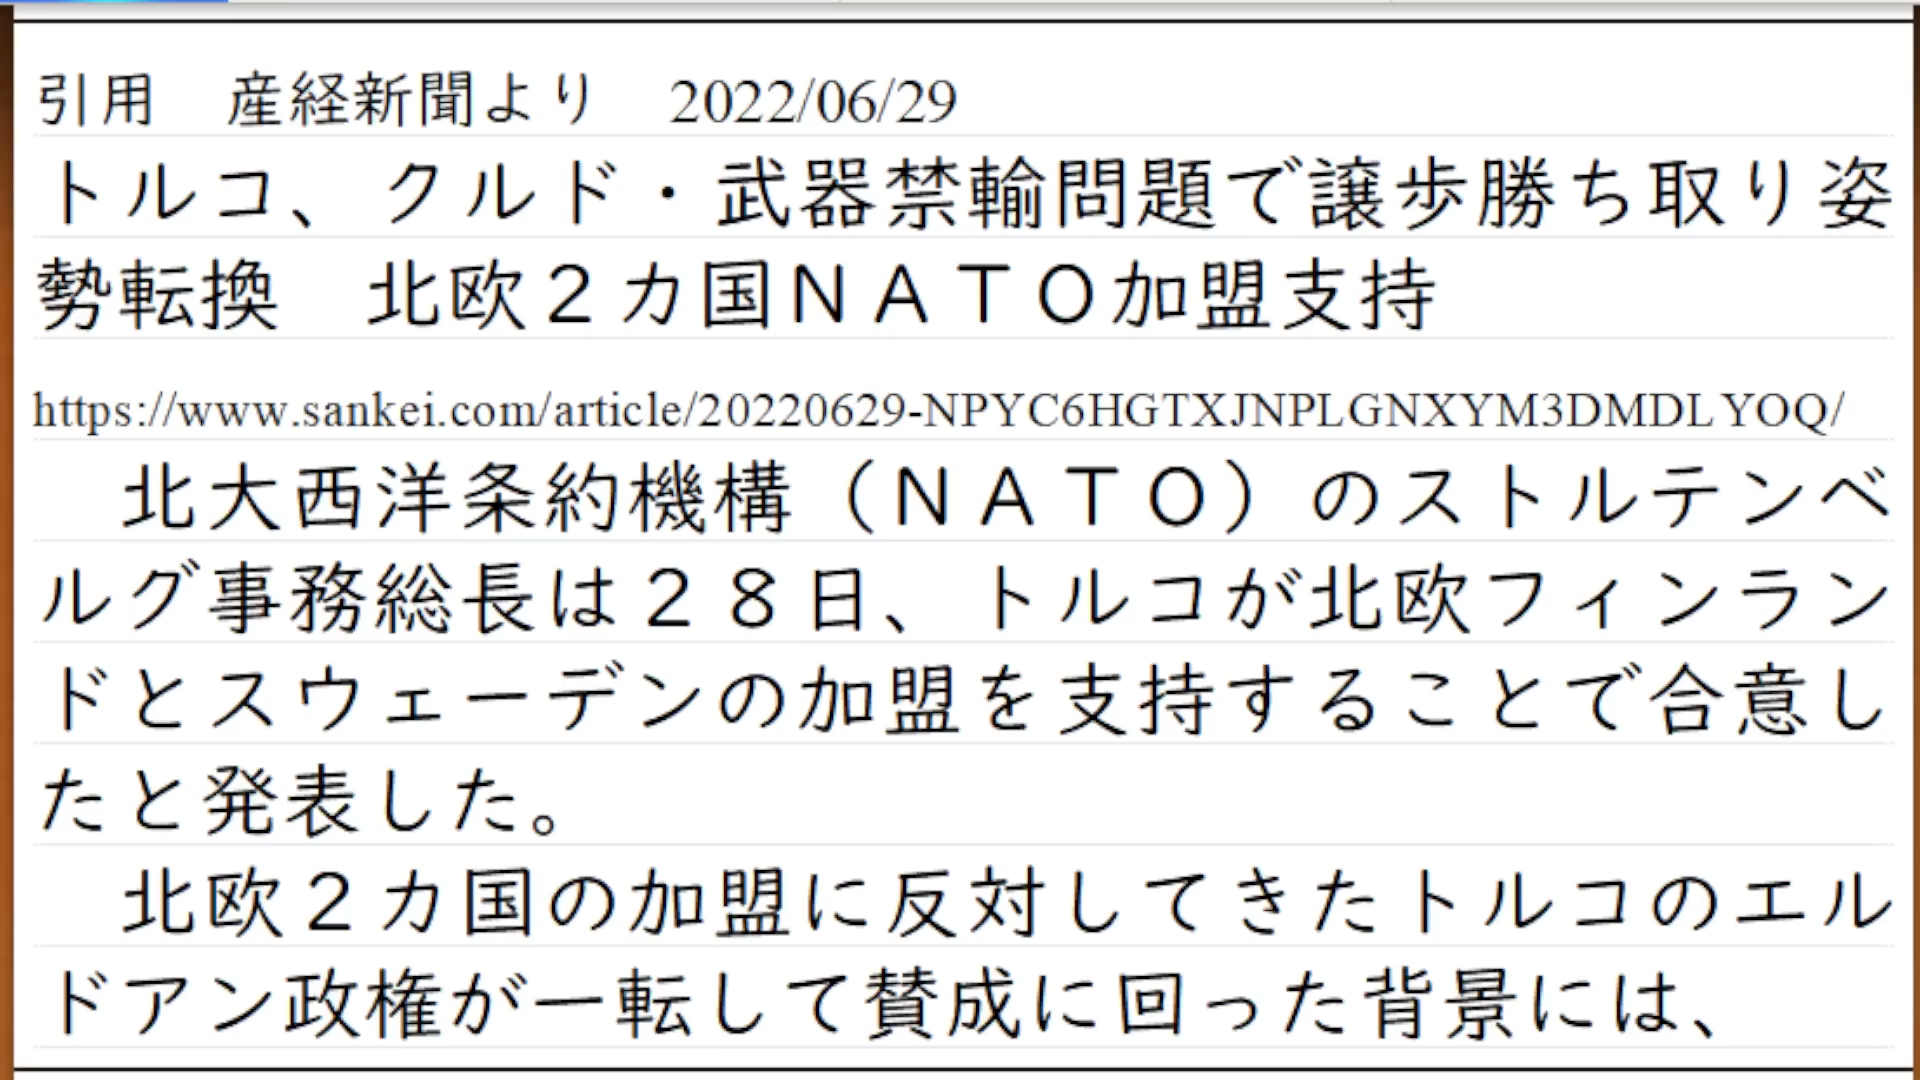 引用　産経新聞より　2022/06/29
トルコ、クルド・武器禁輸問題で譲歩勝ち取り姿
勢転換　北欧２カ国ＮＡＴＯ加盟支持
https://www.sankei.com/article/20220629-NPYC6HGTXJNPLGNXYM3DMDLYOQ/
　北大西洋条約機構（ＮＡＴＯ）のストルテンベ
ルグ事務総長は２８日、トルコが北欧フィンラン
ドとスウェーデンの加盟を支持することで合意し
たと発表した。
　北欧２カ国の加盟に反対してきたトルコのエル
ドアン政権が一転して賛成に回った背景には、